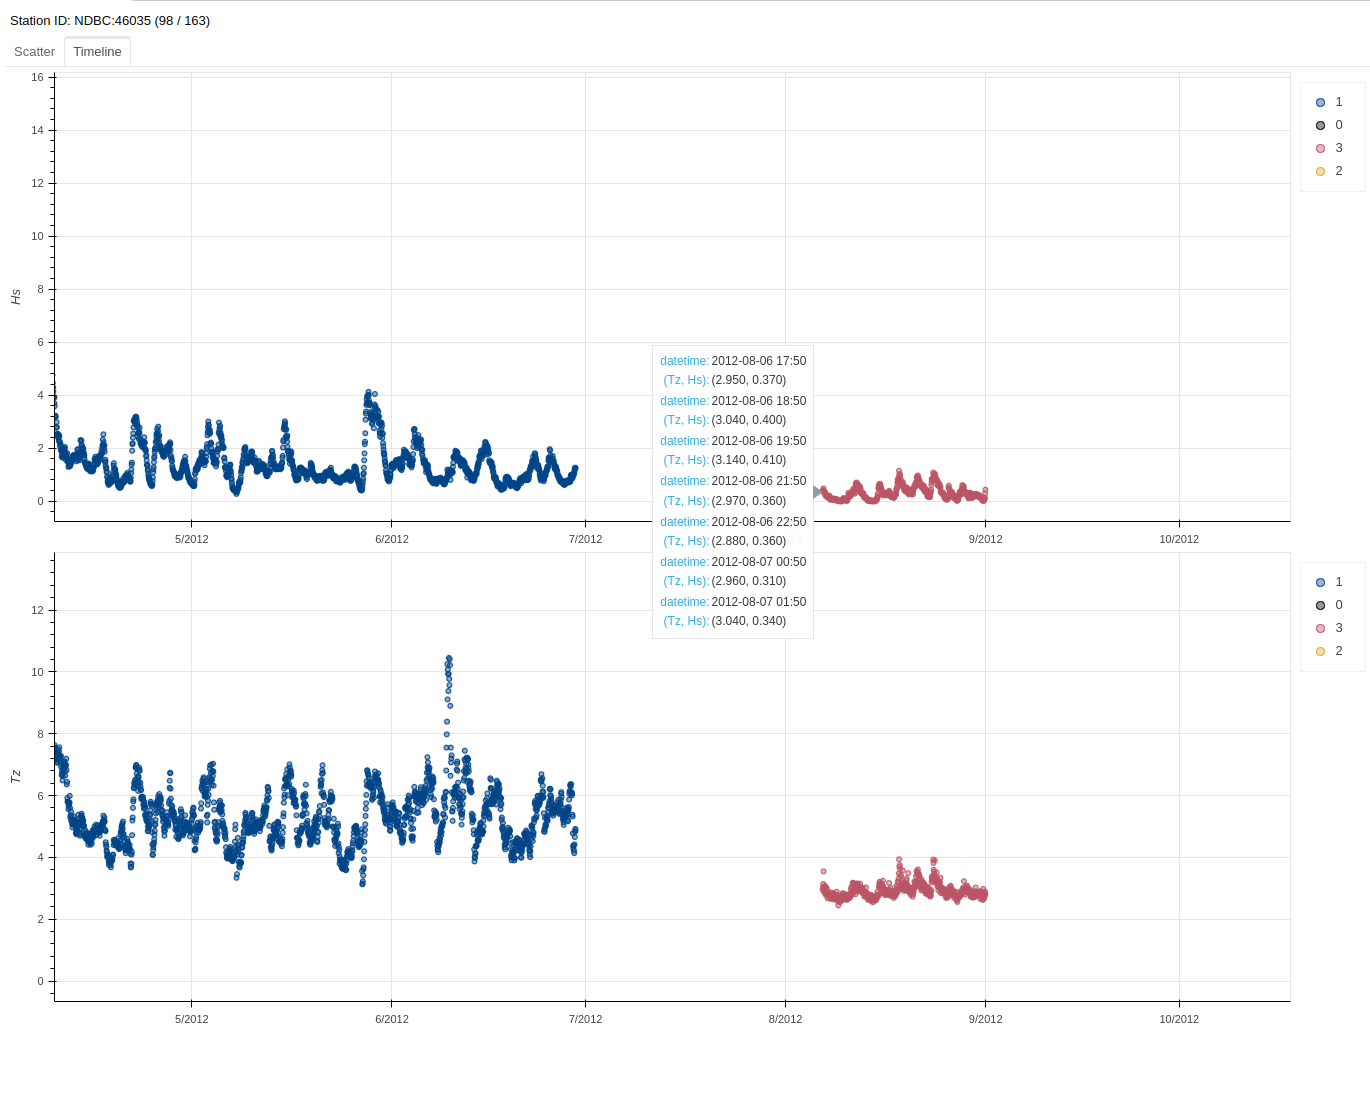 Station ID: NDBC:46035 (98 / 163)
Scatter Timeline
16
14
12
10
8
6
4
2
0
Hs
5/2012 6/2012 7/2012 9/2012 10/2012
1
0
3
2
datetime: 2012-08-06 17:50
(Tz, Hs): (2.950, 0.370)
datetime: 2012-08-06 18:50
(Tz, Hs): (3.040, 0.400)
datetime: 2012-08-06 19:50
(Tz, Hs): (3.140, 0.410)
datetime: 2012-08-06 21:50
(Tz, Hs): (2.970, 0.360)
datetime: 2012-08-06 22:50
(Tz, Hs): (2.880, 0.360)
datetime: 2012-08-07 00:50
(Tz, Hs): (2.960, 0.310)
datetime: 2012-08-07 01:50
(Tz, Hs): (3.040, 0.340)
12
10
8
6
4
2
0
Tz
5/2012 6/2012 7/2012 8/2012 9/2012 10/2012
1
0
3
2